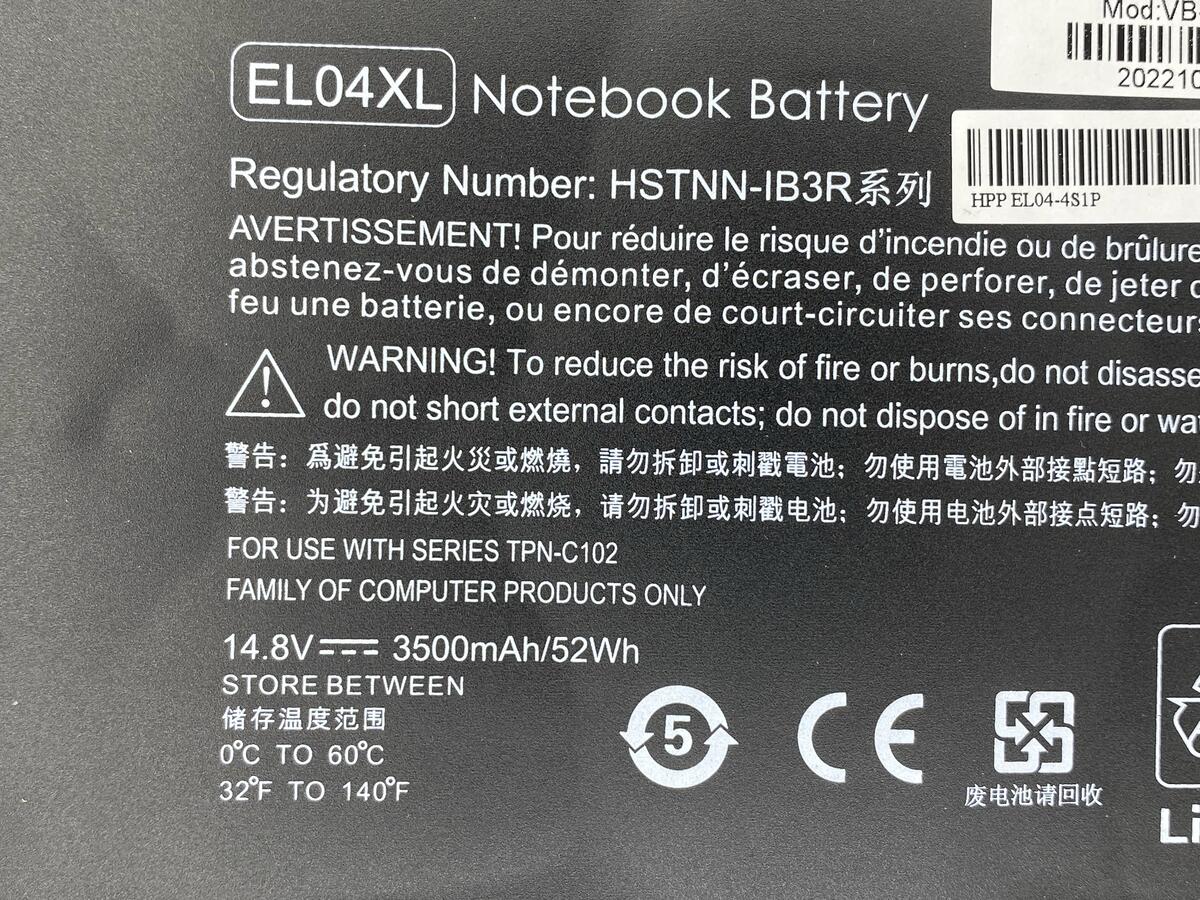 Mod:VB-
202210
EL04XL Notebook Battery
HPP EL04-4S1P
Regulatory Number: HSTNN-IB3R系列
AVERTISSEMENT! Pour réduire le risque d'incendie ou de brûlure
abstenez-vous de démonter, d'écraser, de perforer, de jeter
feu une batterie, ou encore de court-circuiter ses connecteurs
WARNING! To reduce the risk of fire or burns,do not disasse
do not short external contacts; do not dispose of in fire or wa
警告：爲避免引起火災或燃燒，請勿拆卸或刺戳電池；勿使用電池外部接點短路；勿
警告：为避免引起火灾或燃烧，请勿拆卸或刺戳电池；勿使用电池外部接点短路；勿
FOR USE WITH SERIES TPN-C102
FAMILY OF COMPUTER PRODUCTS ONLY
14.8V 3500mAh/52Wh
STORE BETWEEN
储存温度范围
0℃ TO 60℃
32℉ TO 140℉
5
CE
废电池请回收
Li